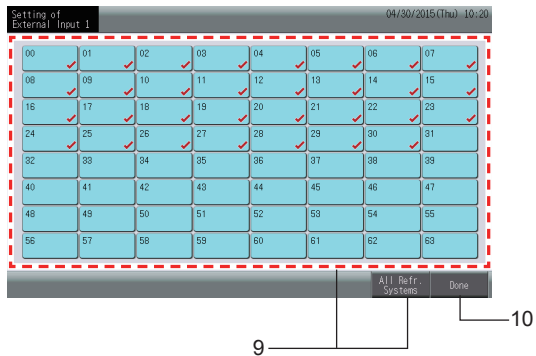 Setting of
External Input 1
04/30/2015(Thu) 10:20
00 01 02 03 04 05 06 07
08 09 10 11 12 13 14 15
16 17 18 19 20 21 22 23
24 25 26 27 28 29 30 31
32 33 34 35 36 37 38 39
40 41 42 43 44 45 46 47
48 49 50 51 52 53 54 55
56 57 58 59 60 61 62 63
All Refr.
Systems
Done
10
9